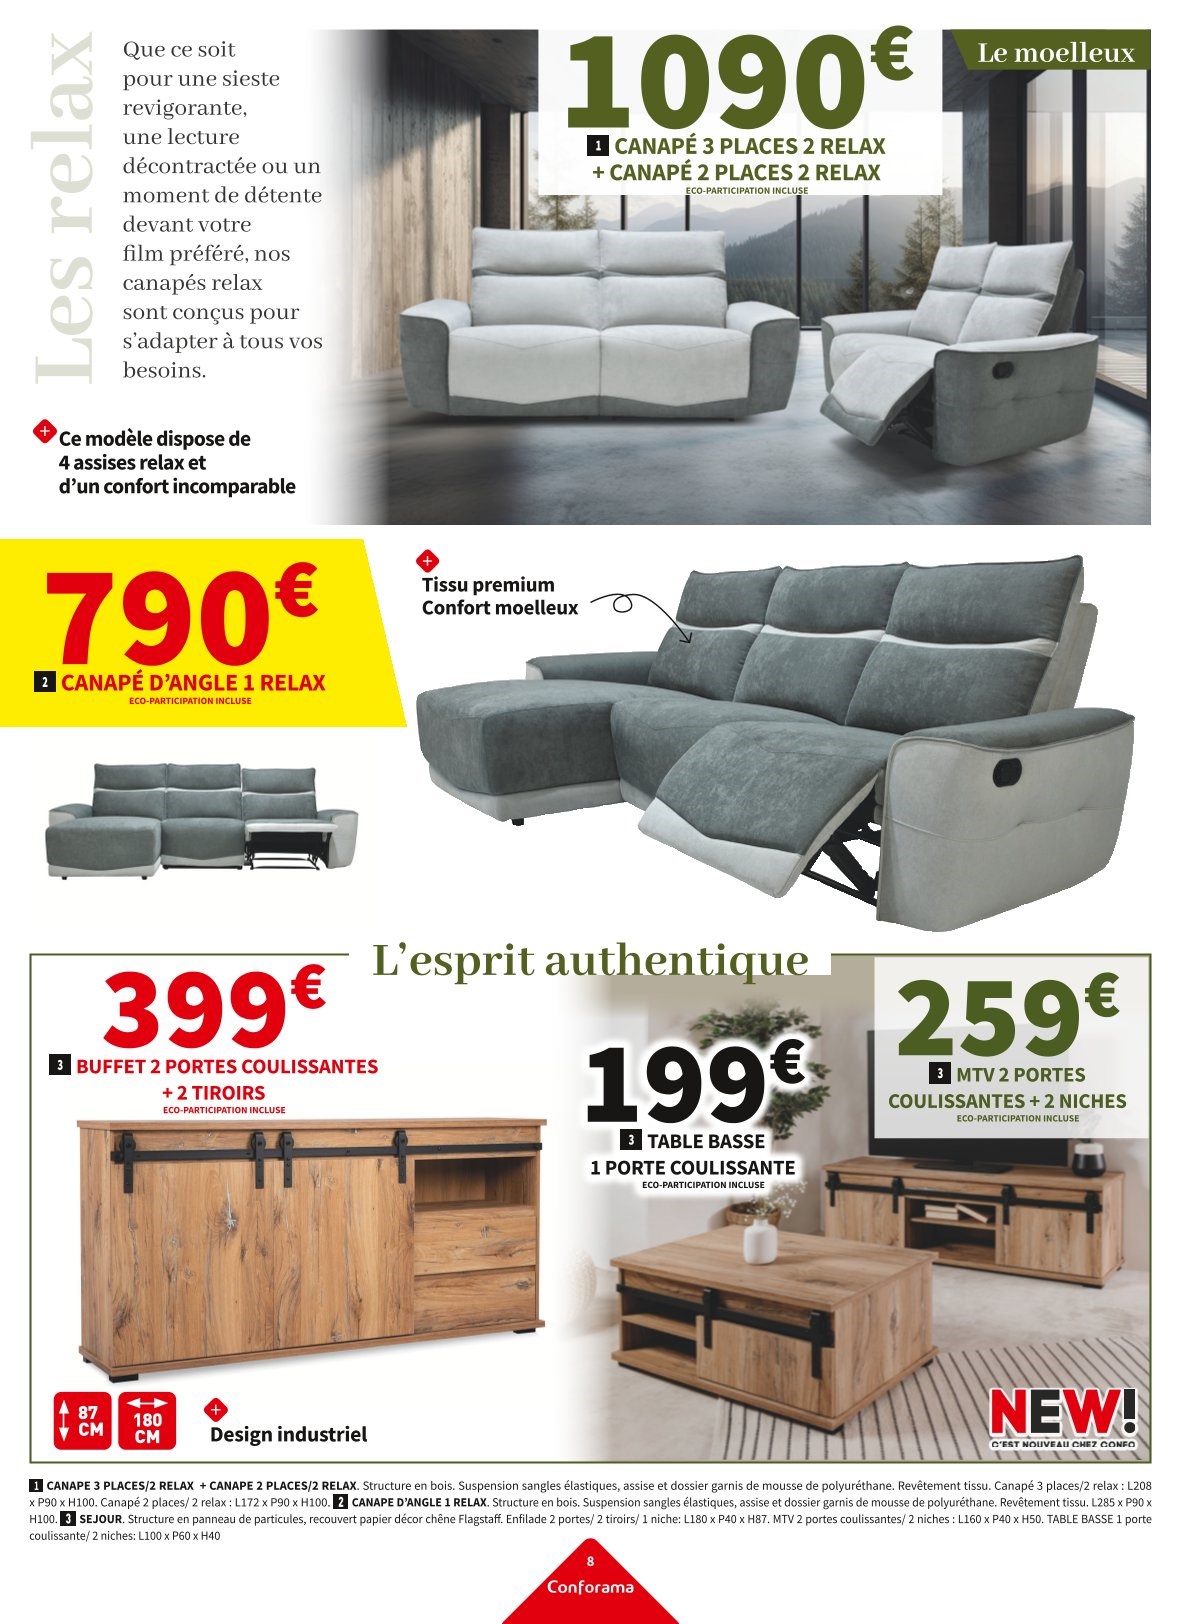 Les relax
Que ce soit
pour une sieste
revigorante,
une lecture
décontractée ou un
moment de détente
devant votre
film préféré, nos
canapés relax
sont conçus pour
s'adapter à tous vos
besoins.
Le moelleux
1090€
1 CANAPÉ 3 PLACES 2 RELAX
+ CANAPÉ 2 PLACES 2 RELAX
ECO-PARTICIPATION INCLUSE
+
Ce modèle dispose de
4 assises relax et
d'un confort incomparable
790€
2 CANAPÉ D'ANGLE 1 RELAX
ECO-PARTICIPATION INCLUSE
+
Tissu premium
Confort moelleux
L'esprit authentique
399€
3 BUFFET 2 PORTES COULISSANTES
+ 2 TIROIRS
ECO-PARTICIPATION INCLUSE
199€
3 TABLE BASSE
1 PORTE COULISSANTE
ECO-PARTICIPATION INCLUSE
259€
3 MTV 2 PORTES
COULISSANTES + 2 NICHES
ECO-PARTICIPATION INCLUSE
87
CM
180
CM
+
Design industriel
NEW!
C'EST NOUVEAU CHEZ CONFO
1 CANAPE 3 PLACES/2 RELAX + CANAPE 2 PLACES/2 RELAX. Structure en bois. Suspension sangles élastiques, assise et dossier garnis de mousse de polyuréthane. Revêtement tissu. Canapé 3 places/2 relax : L208
x P90 x H100. Canapé 2 places/ 2 relax : L172 x P90 x H100. 2 CANAPE D'ANGLE 1 RELAX. Structure en bois. Suspension sangles élastiques, assise et dossier garnis de mousse de polyuréthane. Revêtement tissu. L285 x P90 x
H100. 3 SEJOUR. Structure en panneau de particules, recouvert papier décor chêne Flagstaff. Enfilade 2 portes/ 2 tiroirs/ 1 niche: L180 x P40 x H87. MTV 2 portes coulissantes/ 2 niches : L160 x P40 x H50. TABLE BASSE 1 porte
coulissante/ 2 niches: L100 x P60 x H40
8
Conforama